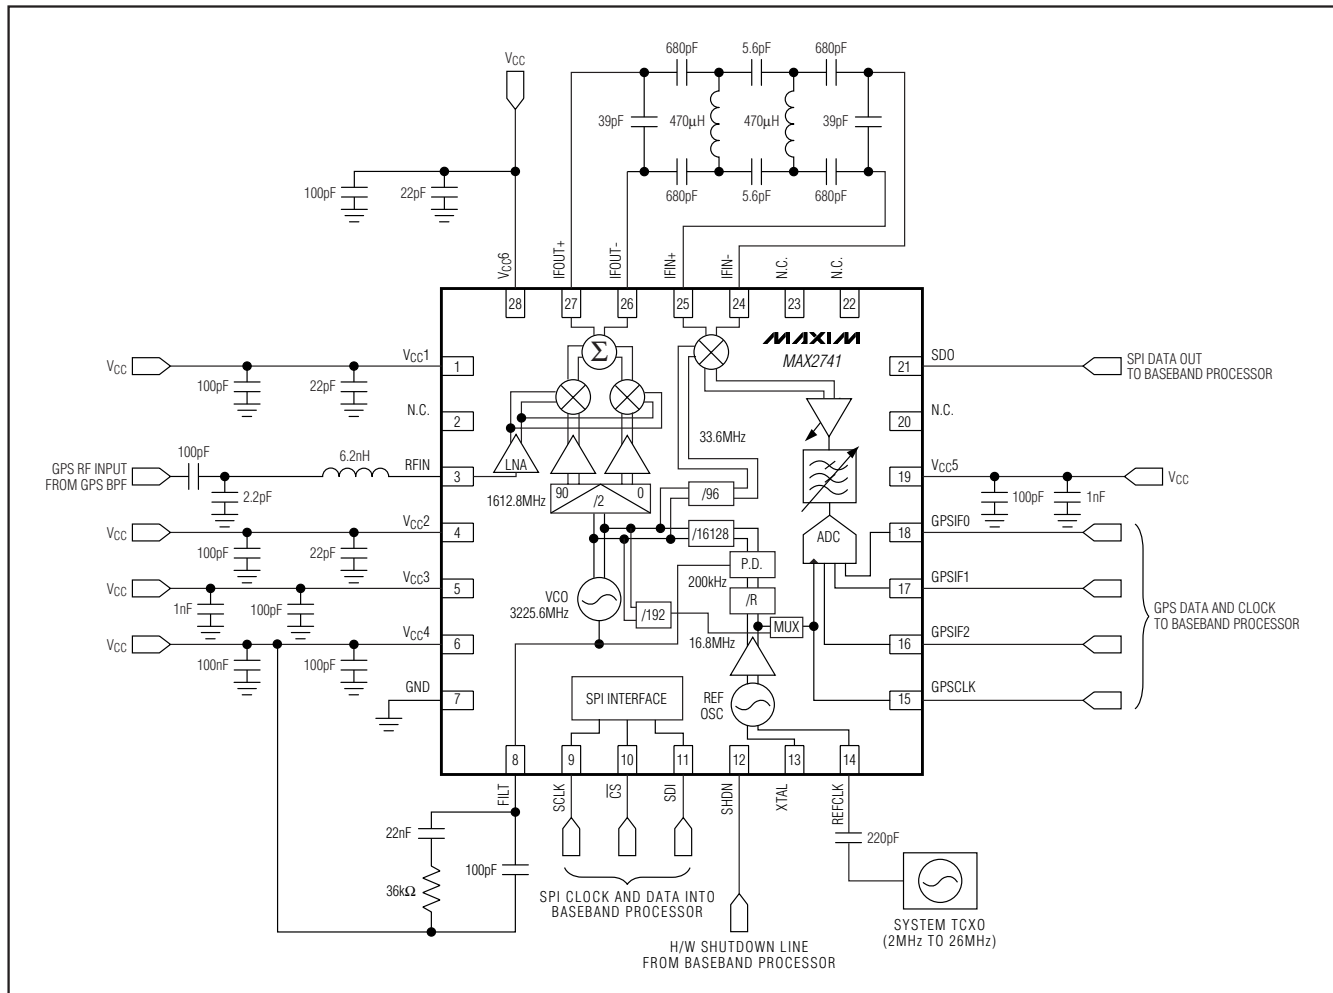 680pF 5.6pF 680pF
VCC
39pF 470µH 470µH 39pF
100pF 22pF
680pF 5.6pF 680pF
VCC6 IFOUT+ IFOUT- IFIN+ IFIN- N.C. N.C.
28 27 26 25 24 23 22
MAXIM
MAX2741
Σ
VCC VCC1 1
100pF 22pF
21 SDO
SPI DATA OUT
TO BASEBAND PROCESSOR
N.C. 2
20 N.C.
33.6MHz
GPS RF INPUT
FROM GPS BPF
100pF 6.2nH RFIN 3 LNA
2.2pF
1612.8MHz 90 /2 0 /96
19 VCC5 VCC
100pF 1nF
VCC VCC2 4
100pF 22pF
/16128 ADC
18 GPSIF0
VCC VCC3 5
1nF 100pF
VCO
3225.6MHz
200kHz P.D.
/R
/192 MUX
16.8MHz
17 GPSIF1
16 GPSIF2
15 GPSCLK
GPS DATA AND CLOCK
TO BASEBAND PROCESSOR
VCC VCC4 6
100nF 100pF
GND 7
SPI INTERFACE
REF
OSC
8 9 10 11 12 13 14
FILT SCLK CS SDI SHDN XTAL REFCLK
22nF
36kΩ
100pF
220pF
SPI CLOCK AND DATA INTO
BASEBAND PROCESSOR
H/W SHUTDOWN LINE
FROM BASEBAND PROCESSOR
SYSTEM TCXO
(2MHz TO 26MHz)